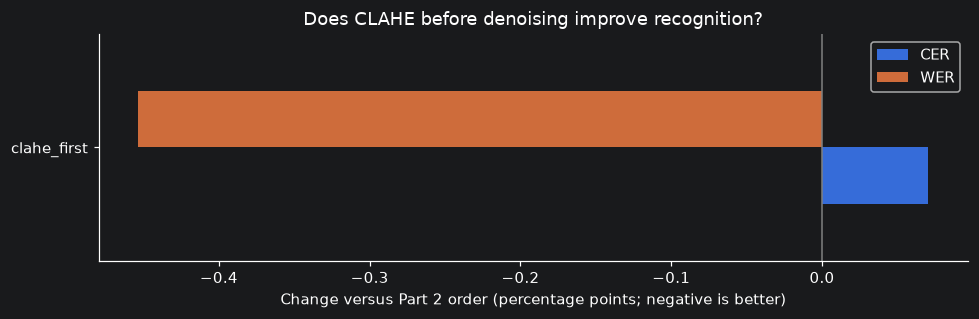 Does CLAHE before denoising improve recognition?
CER
WER
clahe_first
−0.4
−0.3
−0.2
−0.1
0.0
Change versus Part 2 order (percentage points; negative is better)